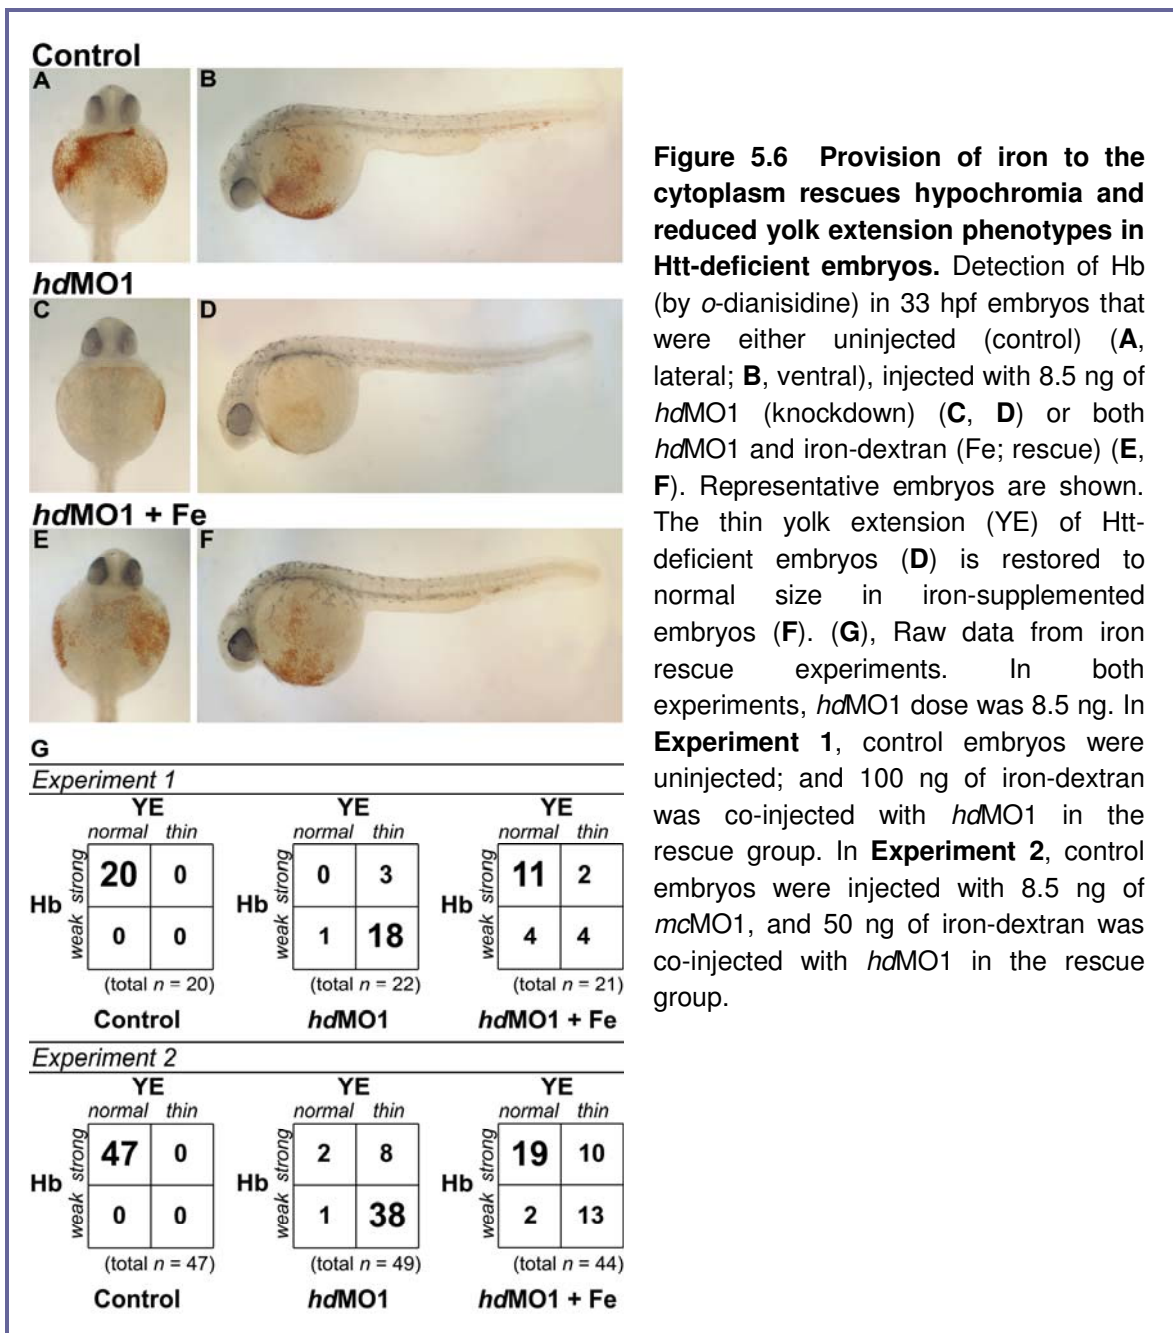 Control
A
B
hdMO1
C
D
hdMO1 + Fe
E
F
G
Experiment 1
YE
normal thin
Hb
strong
weak
20 0
0 0
(total n = 20)
Control
YE
normal thin
Hb
strong
weak
0 3
1 18
(total n = 22)
hdMO1
YE
normal thin
Hb
strong
weak
11 2
4 4
(total n = 21)
hdMO1 + Fe
Experiment 2
YE
normal thin
Hb
strong
weak
47 0
0 0
(total n = 47)
Control
YE
normal thin
Hb
strong
weak
2 8
1 38
(total n = 49)
hdMO1
YE
normal thin
Hb
strong
weak
19 10
2 13
(total n = 44)
hdMO1 + Fe
Figure 5.6 Provision of iron to the
cytoplasm rescues hypochromia and
reduced yolk extension phenotypes in
Htt-deficient embryos. Detection of Hb
(by o-dianisidine) in 33 hpf embryos that
were either uninjected (control) (A,
lateral; B, ventral), injected with 8.5 ng of
hdMO1 (knockdown) (C, D) or both
hdMO1 and iron-dextran (Fe; rescue) (E,
F). Representative embryos are shown.
The thin yolk extension (YE) of Htt-
deficient embryos (D) is restored to
normal size in iron-supplemented
embryos (F). (G), Raw data from iron
rescue experiments. In both
experiments, hdMO1 dose was 8.5 ng. In
Experiment 1, control embryos were
uninjected; and 100 ng of iron-dextran
was co-injected with hdMO1 in the
rescue group. In Experiment 2, control
embryos were injected with 8.5 ng of
mcMO1, and 50 ng of iron-dextran was
co-injected with hdMO1 in the rescue
group.